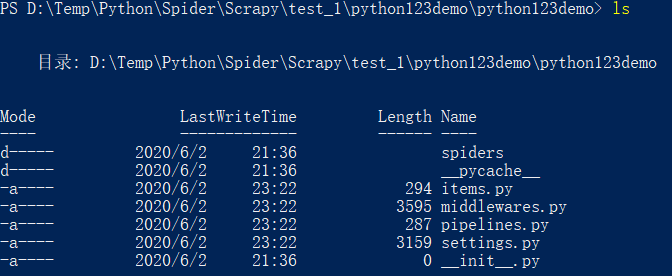 PS D:\Temp\Python\Spider\Scrapy\test_1\python123demo\python123demo> ls
目录: D:\Temp\Python\Spider\Scrapy\test_1\python123demo\python123demo
Mode LastWriteTime Length Name
---- ------------- ------ ----
d----- 2020/6/2 21:36 spiders
d----- 2020/6/2 21:36 __pycache__
-a---- 2020/6/2 23:22 294 items.py
-a---- 2020/6/2 23:22 3595 middlewares.py
-a---- 2020/6/2 23:22 287 pipelines.py
-a---- 2020/6/2 23:22 3159 settings.py
-a---- 2020/6/2 21:36 0 __init__.py